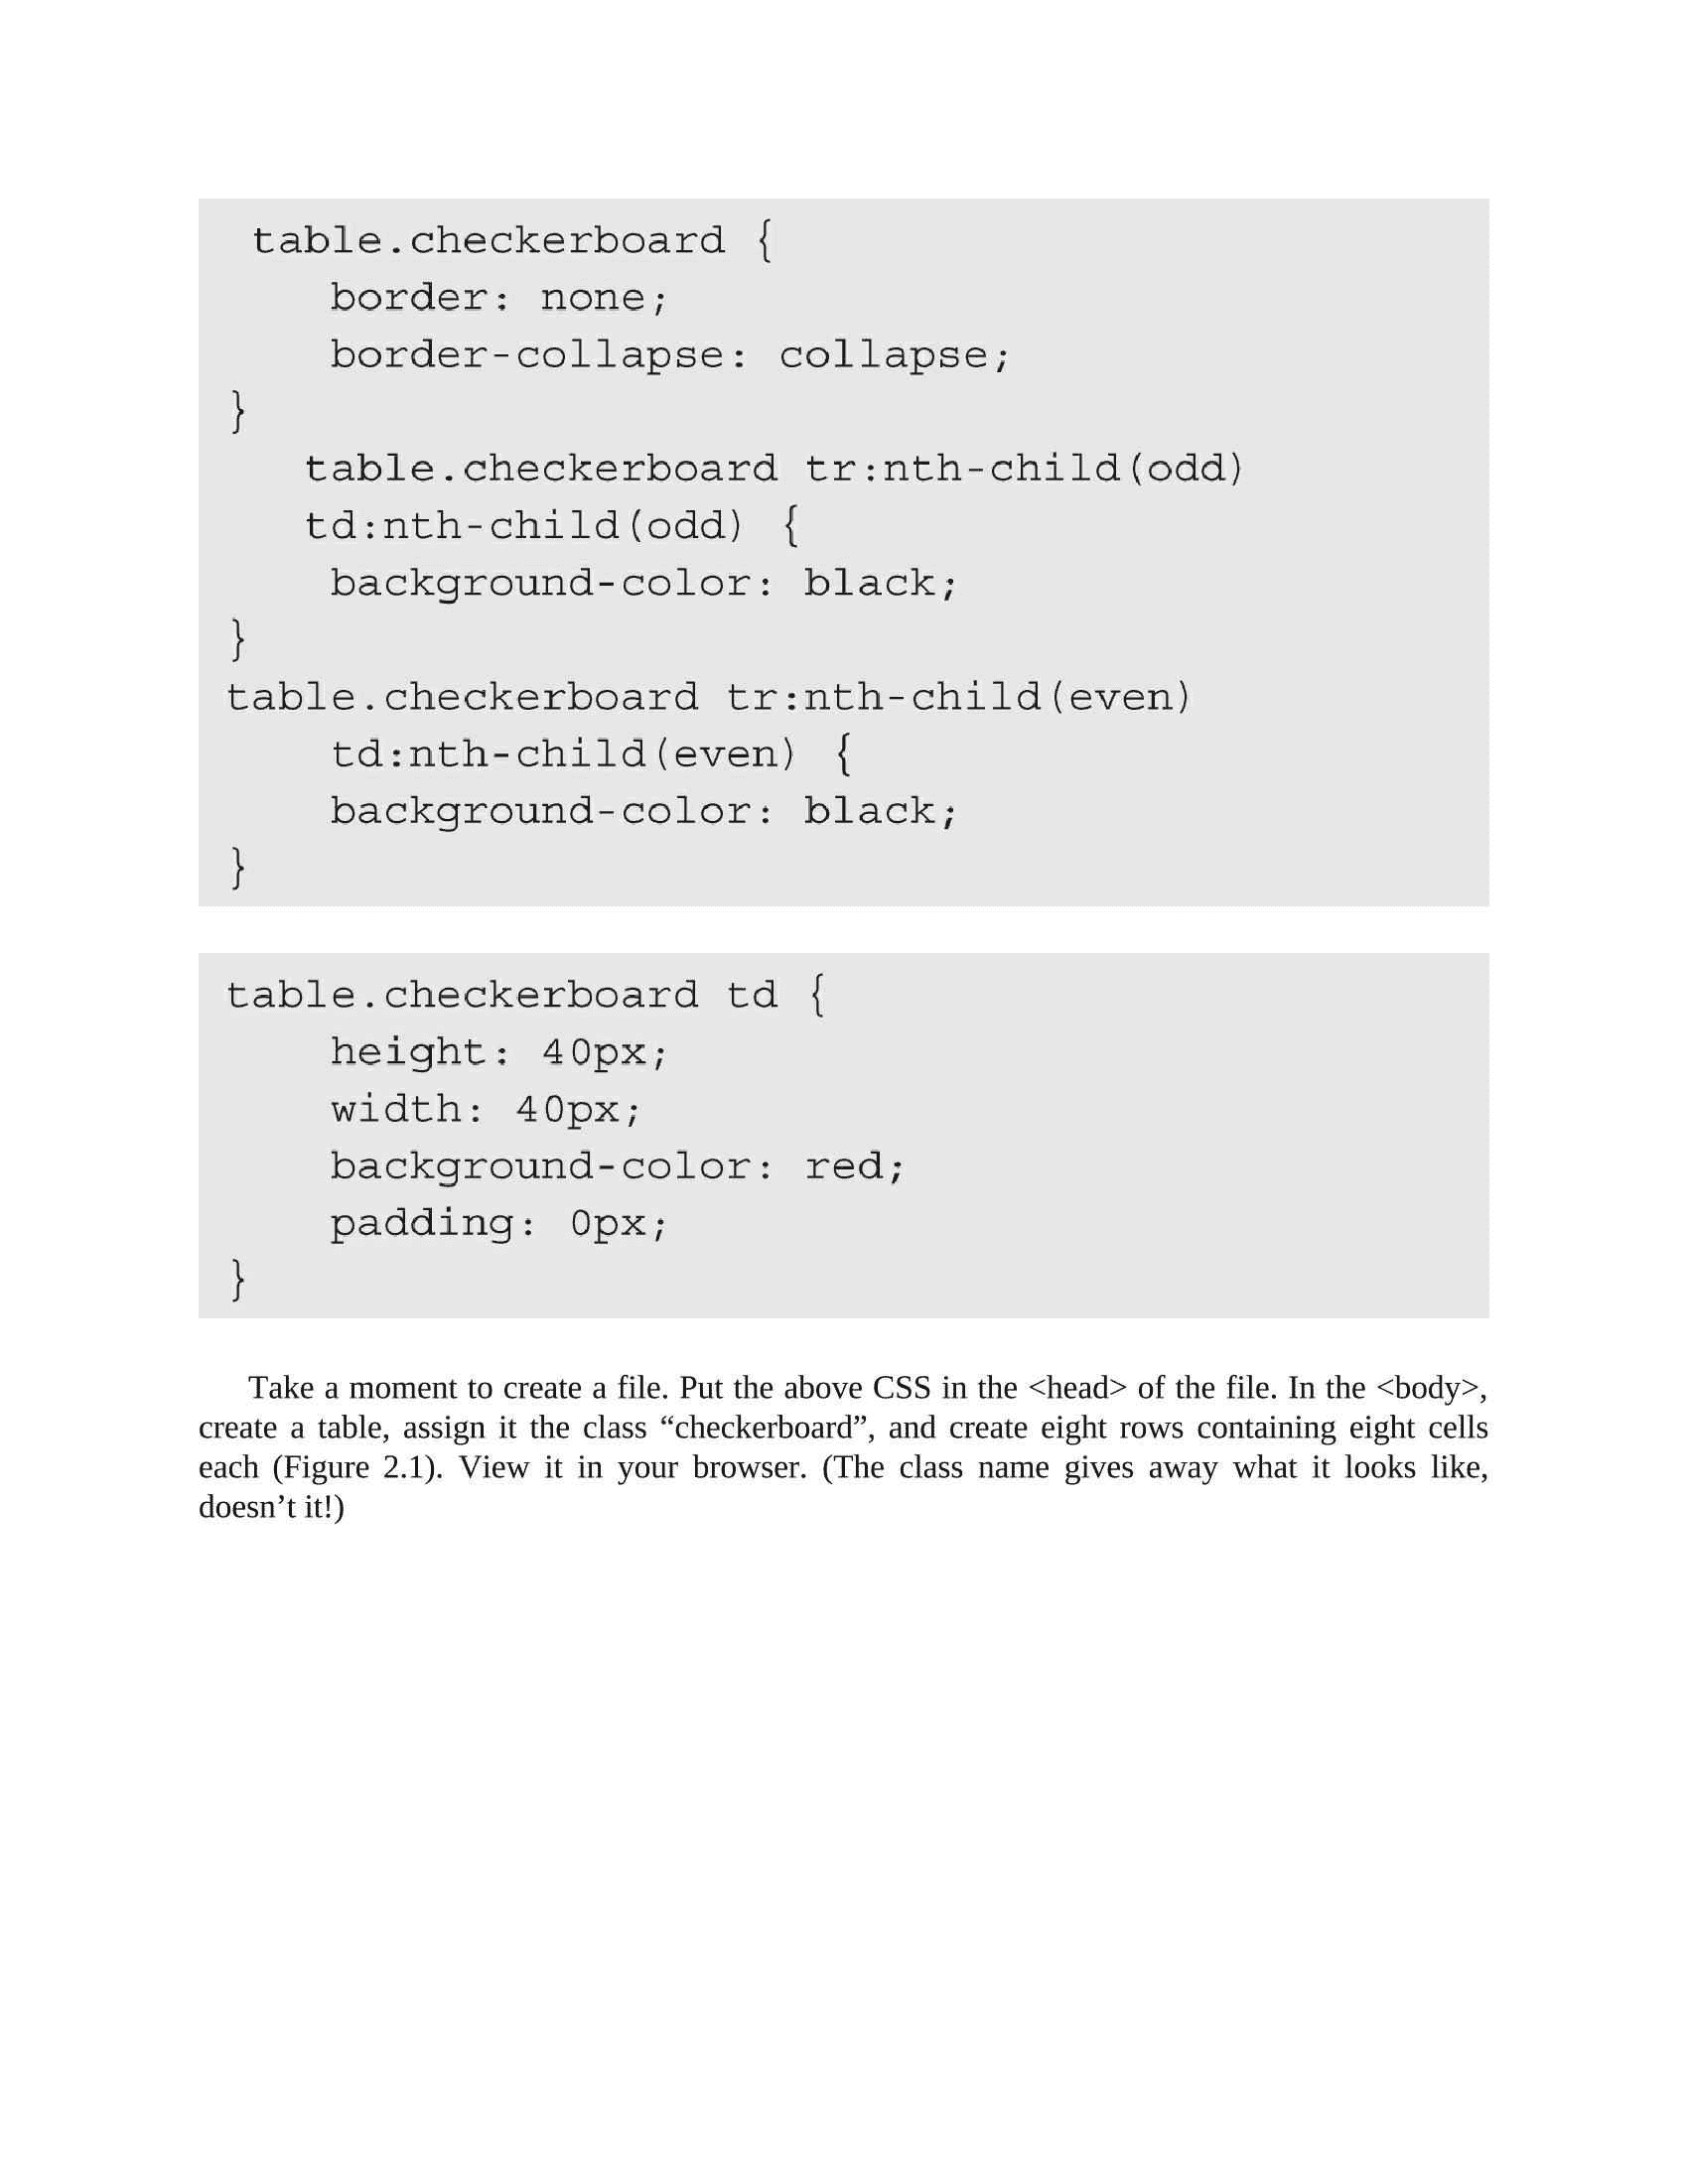 table.checkerboard {
border: none;
border-collapse: collapse;
}
table.checkerboard tr:nth-child(odd)
td:nth-child(odd) {
background-color: black;
}
table.checkerboard tr:nth-child(even)
td:nth-child(even) {
background-color: black;
}
table.checkerboard td {
height: 40px;
width: 40px;
background-color: red;
padding: 0px;
}
Take a moment to create a file. Put the above CSS in the <head> of the file. In the <body>,
create a table, assign it the class “checkerboard”, and create eight rows containing eight cells
each (Figure 2.1). View it in your browser. (The class name gives away what it looks like,
doesn’t it!)